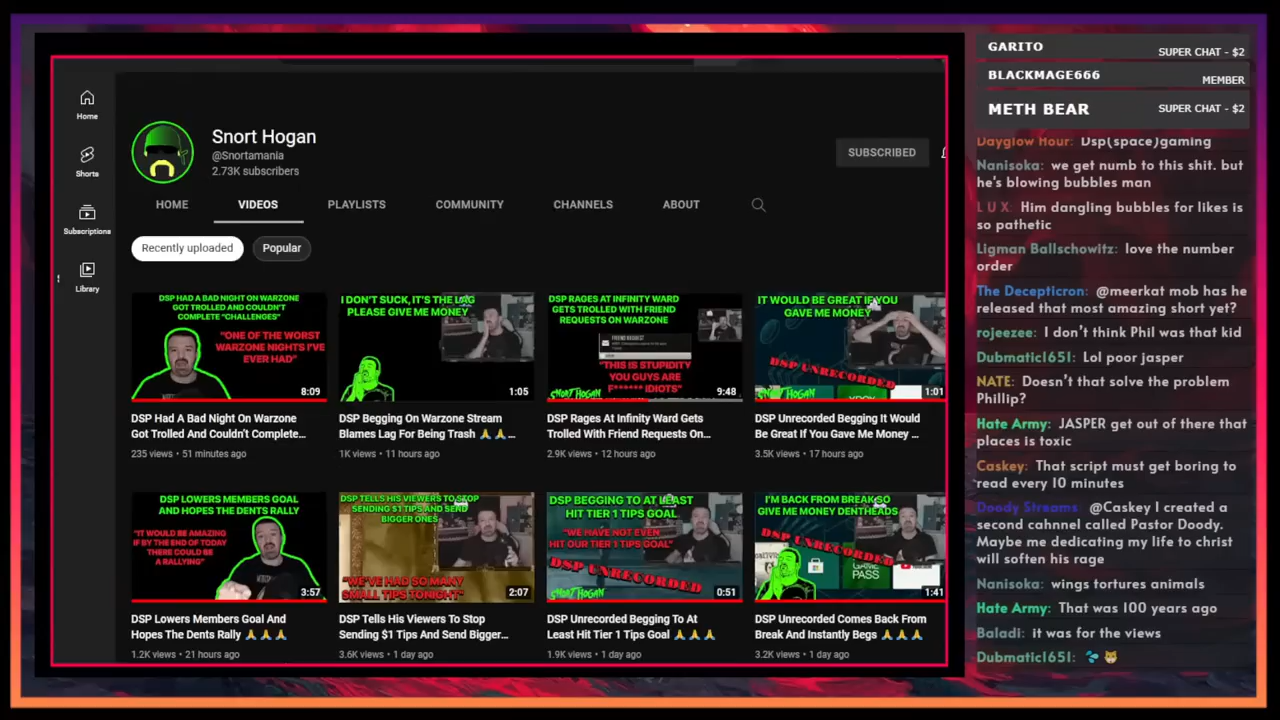 Home
Shorts
Subscriptions
Library
Snort Hogan
@Snortamania
2.73K subscribers
SUBSCRIBED
HOME
VIDEOS
PLAYLISTS
COMMUNITY
CHANNELS
ABOUT
Recently uploaded
Popular
DSP HAD A BAD NIGHT ON WARZONE
GOT TROLLED AND COULDN'T
COMPLETE "CHALLENGES"
"ONE OF THE WORST
WARZONE NIGHTS I'VE
EVER HAD"
8:09
DSP Had A Bad Night On Warzone
Got Trolled And Couldn't Complete...
235 views • 51 minutes ago
I DON'T SUCK, IT'S THE LAG
PLEASE GIVE ME MONEY
1:05
DSP Begging On Warzone Stream
Blames Lag For Being Trash 🙏 🙏...
1K views • 11 hours ago
DSP RAGES AT INFINITY WARD
GETS TROLLED WITH FRIEND
REQUESTS ON WARZONE
FRIEND REQUEST
"THIS IS STUPIDITY
YOU GUYS ARE
F****** IDIOTS"
SNORT HOGAN
9:48
DSP Rages At Infinity Ward Gets
Trolled With Friend Requests On...
2.9K views • 12 hours ago
IT WOULD BE GREAT IF YOU
GAVE ME MONEY
DSP UNRECORDED
SNORT HOGAN
XBOX
1:01
DSP Unrecorded Begging It Would
Be Great If You Gave Me Money ...
3.5K views • 17 hours ago
DSP LOWERS MEMBERS GOAL
AND HOPES THE DENTS RALLY
"IT WOULD BE AMAZING
IF BY THE END OF TODAY
THERE COULD BE
A RALLYING"
3:57
DSP Lowers Members Goal And
Hopes The Dents Rally 🙏🙏🙏
1.2K views • 21 hours ago
DSP TELLS HIS VIEWERS TO STOP
SENDING $1 TIPS AND SEND
BIGGER ONES
"WE'VE HAD SO MANY
SMALL TIPS TONIGHT"
2:07
DSP Tells His Viewers To Stop
Sending $1 Tips And Send Bigger...
3.6K views • 1 day ago
DSP BEGGING TO AT LEAST
HIT TIER 1 TIPS GOAL
"WE HAVE NOT EVEN
HIT OUR TIER 1 TIPS GOAL"
DSP UNRECORDED
SNORT HOGAN
0:51
DSP Unrecorded Begging To At
Least Hit Tier 1 Tips Goal 🙏🙏🙏
1.9K views • 1 day ago
I'M BACK FROM BREAK SO
GIVE ME MONEY DENTHEADS
DSP UNRECORDED
GAME
PASS
1:41
DSP Unrecorded Comes Back From
Break And Instantly Begs 🙏🙏🙏
3.2K views • 1 day ago
GARITO
SUPER CHAT - $2
BLACKMAGE666
MEMBER
METH BEAR
SUPER CHAT - $2
Dayglow Hour: Dsp(space)gaming
Nanisoka: we get numb to this shit. but
he's blowing bubbles man
L U X: Him dangling bubbles for likes is
so pathetic
Ligman Ballschowitz: love the number
order
The Decepticron: @meerkat mob has he
released that most amazing short yet?
rojeezee: I don't think Phil was that kid
Dubmatic1651: Lol poor jasper
NATE: Doesn't that solve the problem
Phillip?
Hate Army: JASPER get out of there that
places is toxic
Caskey: That script must get boring to
read every 10 minutes
Doody Streams @Caskey I created a
second cahnnel called Pastor Doody.
Maybe me dedicating my life to christ
will soften his rage
Nanisoka: wings tortures animals
Hate Army: That was 100 years ago
Baladi: it was for the views
Dubmatic1651: